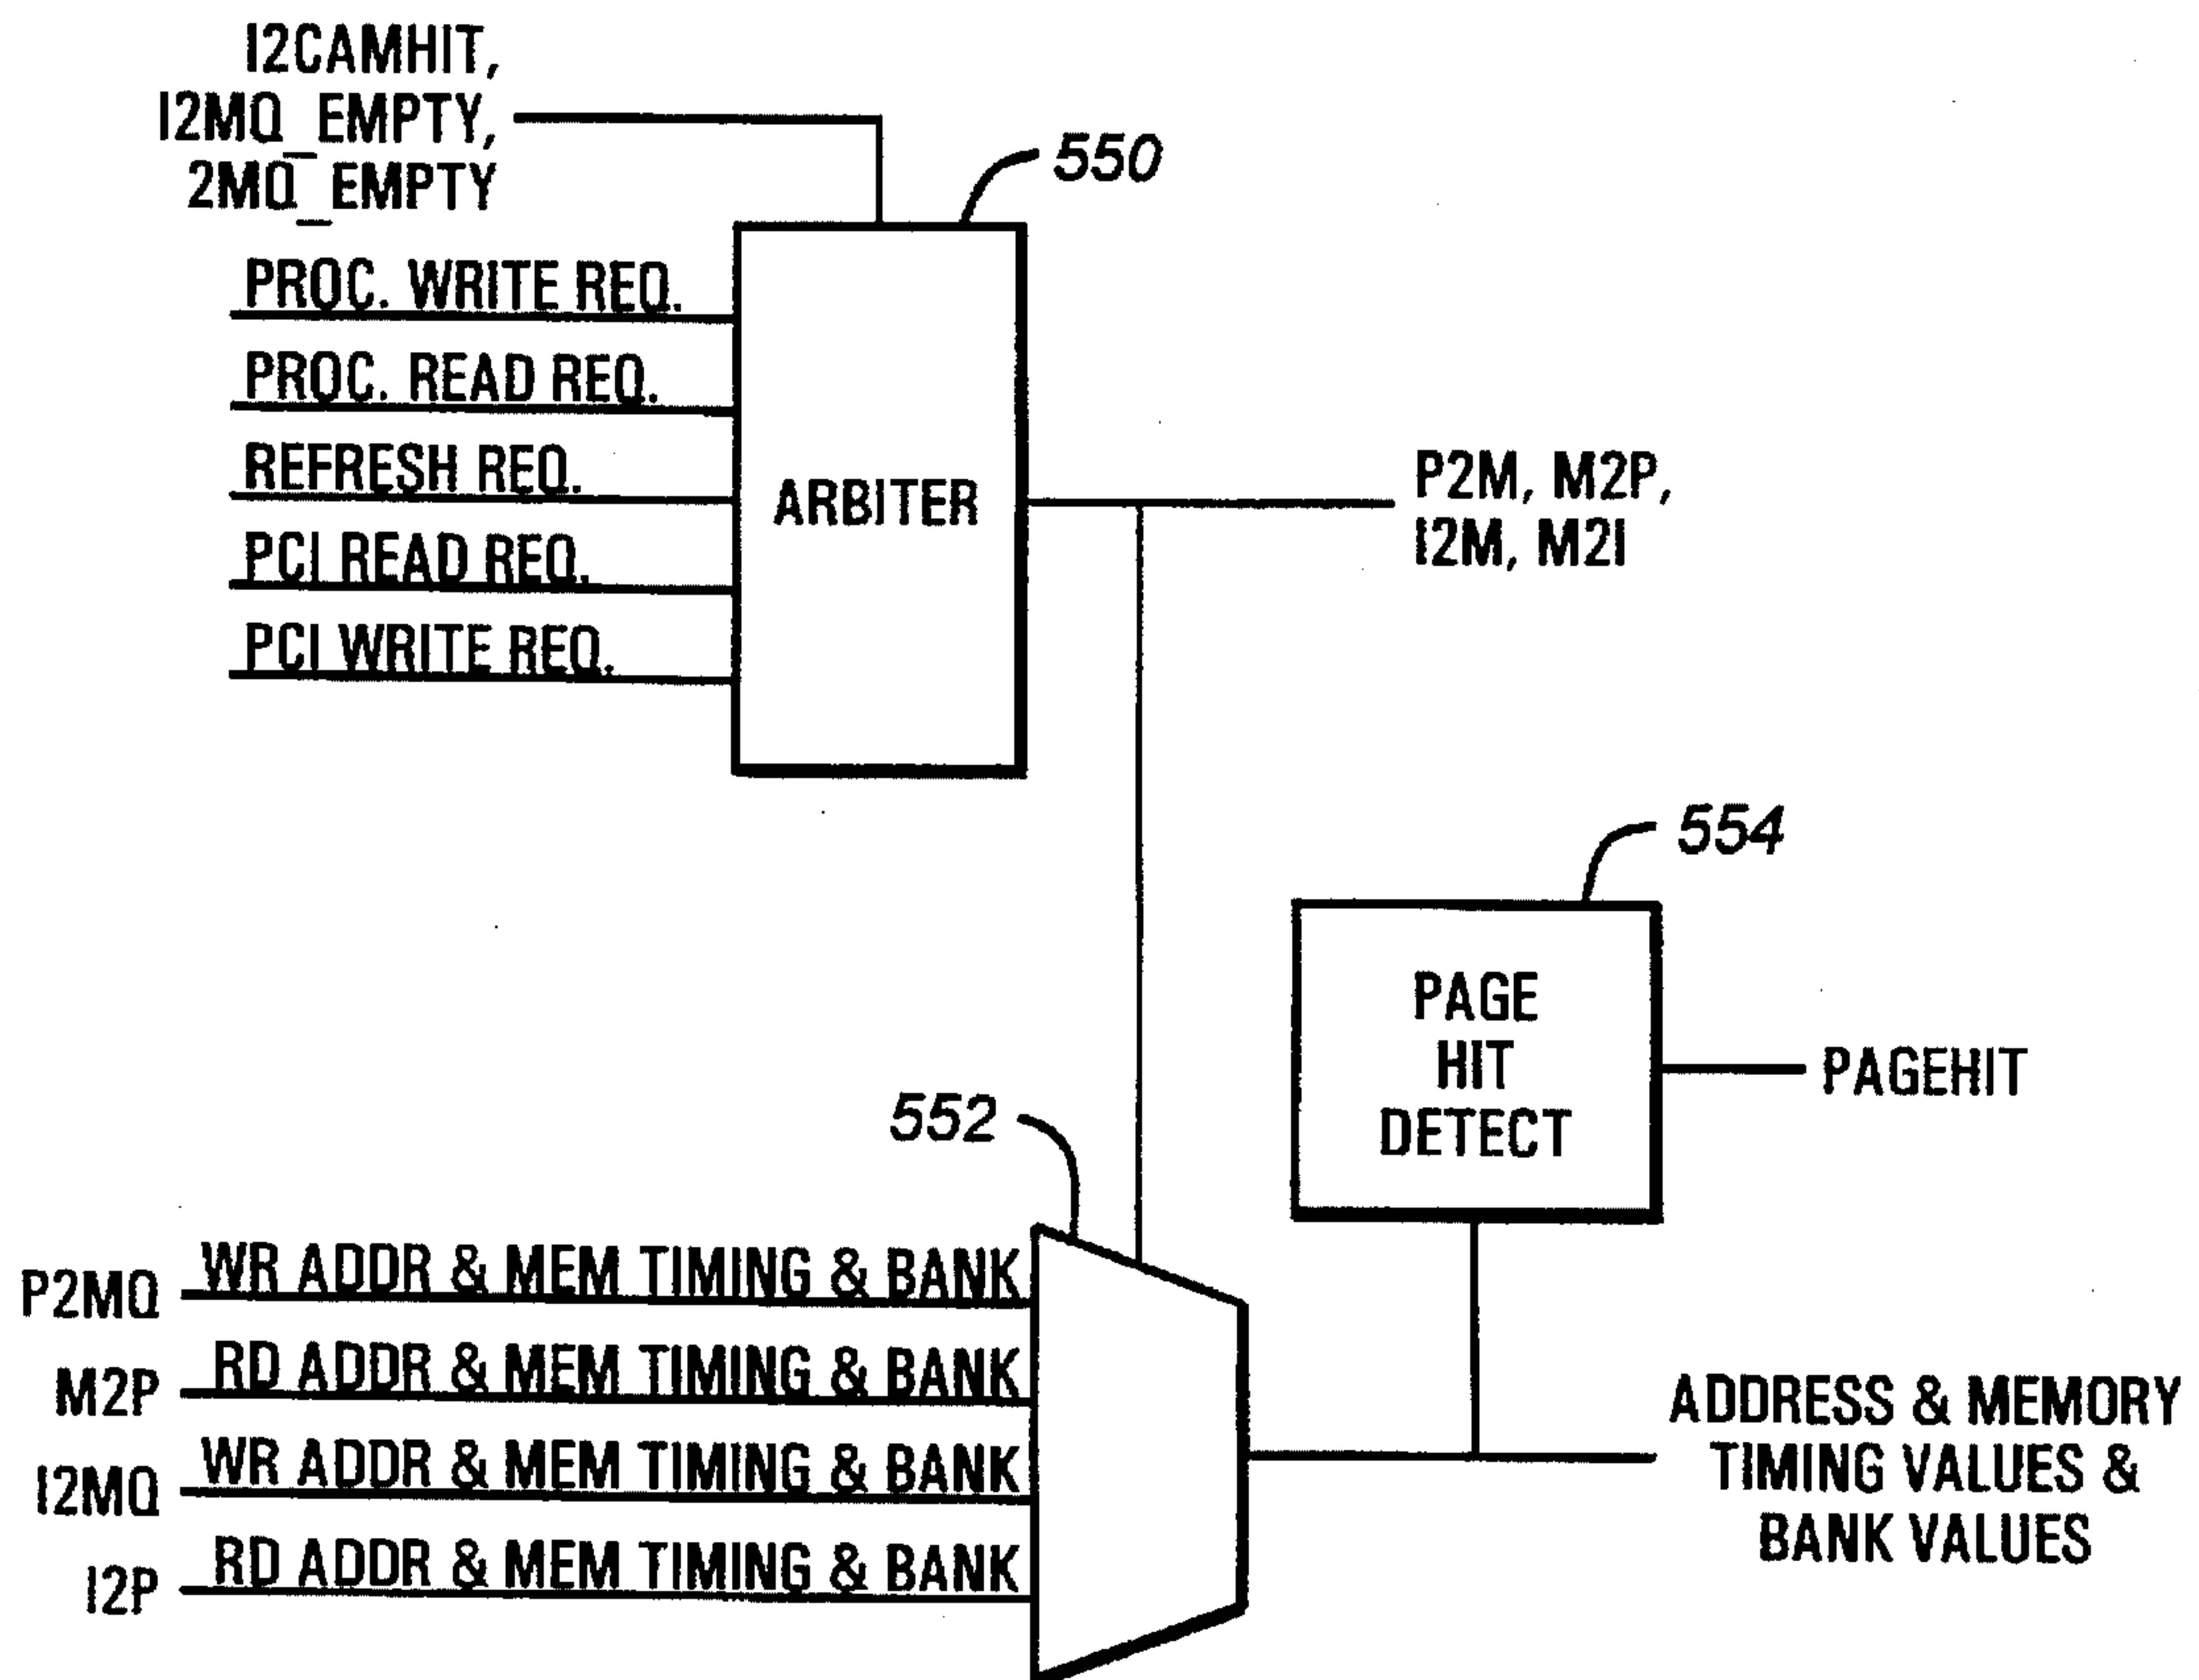 I2CAMHIT,
I2MQ_EMPTY,
2MQ_EMPTY
550
PROC. WRITE REQ.
PROC. READ REQ.
REFRESH REQ.
PCI READ REQ.
PCI WRITE REQ.
ARBITER
P2M, M2P,
I2M, M2I
554
PAGE
HIT
DETECT
PAGEHIT
552
P2MQ WR ADDR & MEM TIMING & BANK
M2P RD ADDR & MEM TIMING & BANK
I2MQ WR ADDR & MEM TIMING & BANK
I2P RD ADDR & MEM TIMING & BANK
ADDRESS & MEMORY
TIMING VALUES &
BANK VALUES